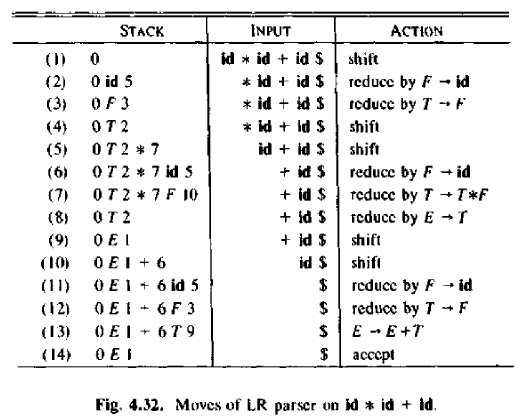 STACK INPUT ACTION
(1) 0 id * id + id $ shift
(2) 0 id 5 * id + id $ reduce by F → id
(3) 0 F 3 * id + id $ reduce by T → F
(4) 0 T 2 * id + id $ shift
(5) 0 T 2 * 7 id + id $ shift
(6) 0 T 2 * 7 id 5 + id $ reduce by F → id
(7) 0 T 2 * 7 F 10 + id $ reduce by T → T*F
(8) 0 T 2 + id $ reduce by E → T
(9) 0 E 1 + id $ shift
(10) 0 E 1 + 6 id $ shift
(11) 0 E 1 + 6 id 5 $ reduce by F → id
(12) 0 E 1 + 6 F 3 $ reduce by T → F
(13) 0 E 1 + 6 T 9 $ E → E+T
(14) 0 E 1 $ accept
Fig. 4.32. Moves of LR parser on id * id + id.